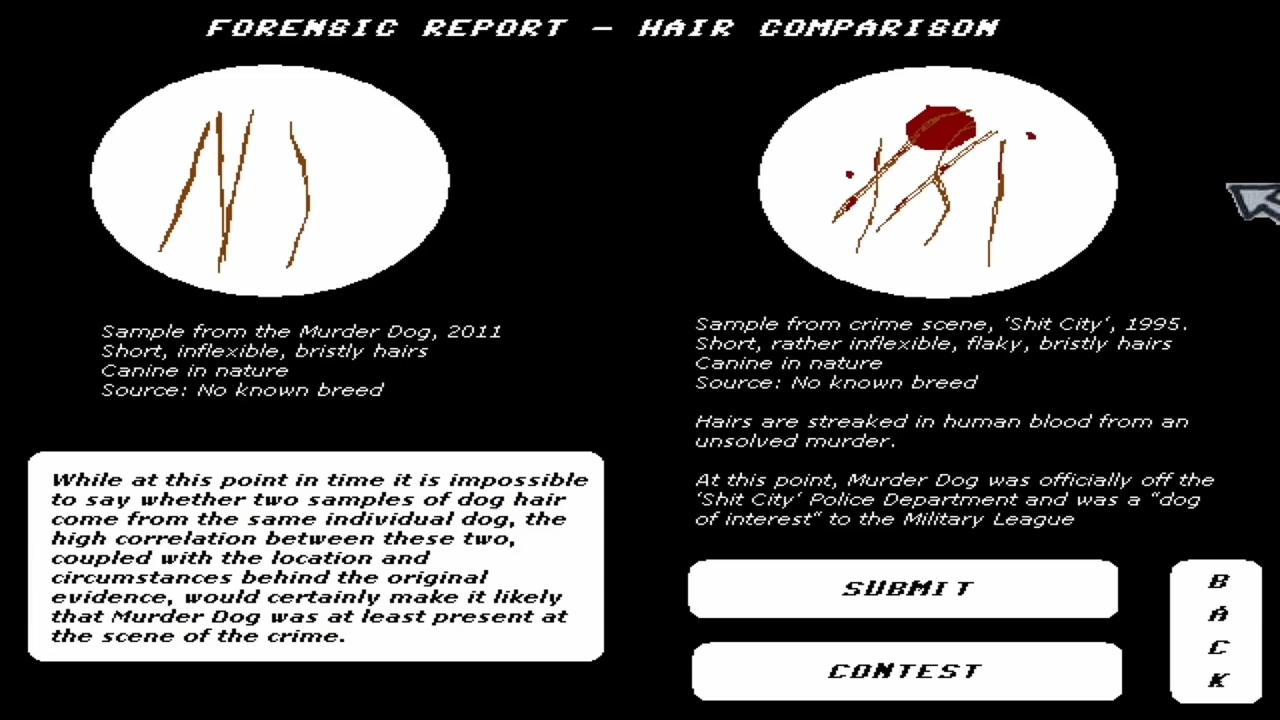 FORENSIC REPORT - HAIR COMPARISON
Sample from the Murder Dog, 2011
Short, inflexible, bristly hairs
Canine in nature
Source: No known breed
While at this point in time it is impossible
to say whether two samples of dog hair
come from the same individual dog, the
high correlation between these two,
coupled with the location and
circumstances behind the original
evidence, would certainly make it likely
that Murder Dog was at least present at
the scene of the crime.
Sample from crime scene, 'Shit City', 1995.
Short, rather inflexible, flaky, bristly hairs
Canine in nature
Source: No known breed
Hairs are streaked in human blood from an
unsolved murder.
At this point, Murder Dog was officially off the
'Shit City' Police Department and was a "dog
of interest" to the Military League
SUBMIT
CONTEST
B
A
C
K